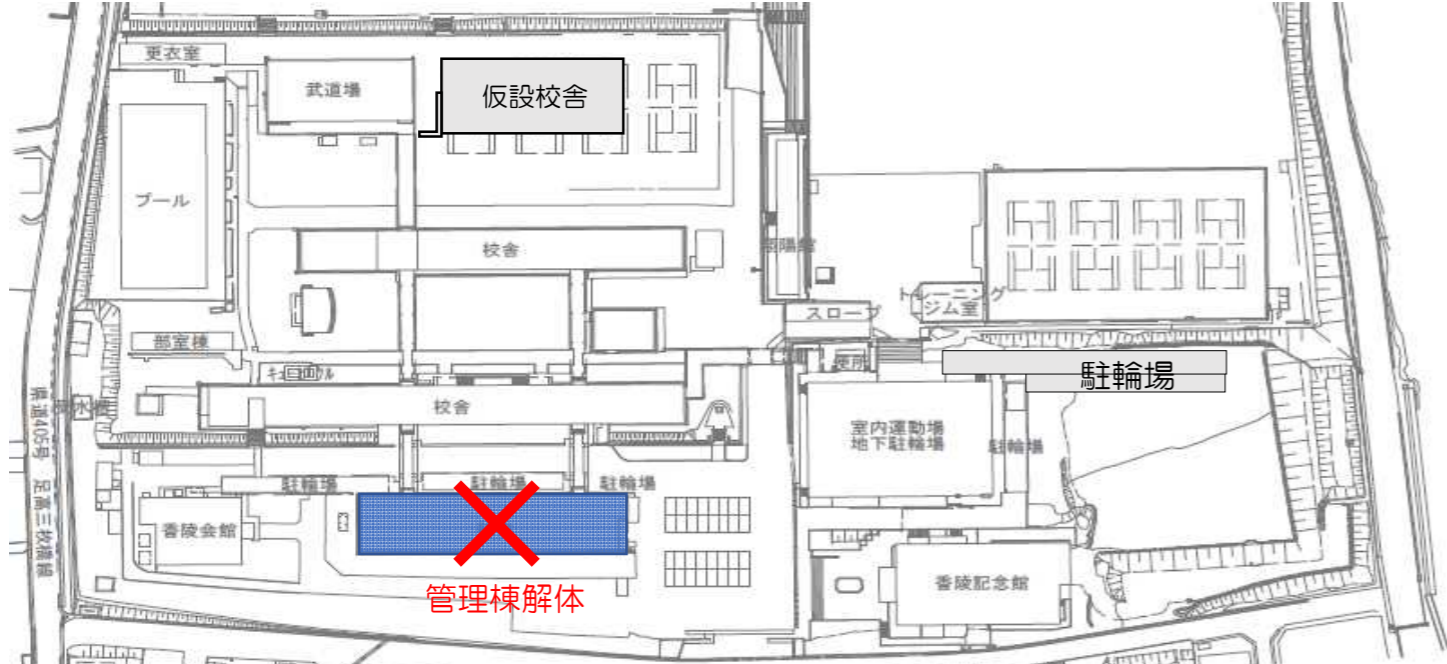 更衣室
武道場
仮設校舎
プール
校舎
トレーニング
ジム室
スロープ
部室棟
便所
駐輪場
校舎
室内運動場
地下駐輪場
駐輪場
駐輪場
駐輪場
駐輪場
香陵会館
香陵記念館
管理棟解体
県道405号 足高三枚橋線